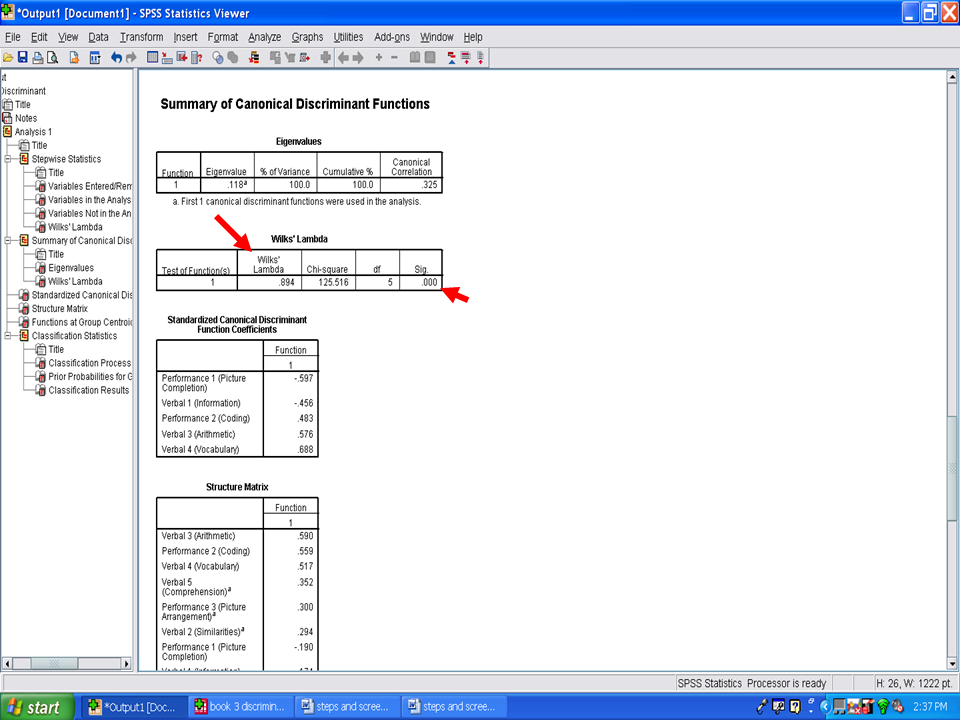 *Output1 [Document1] - SPSS Statistics Viewer
File Edit View Data Transform Insert Format Analyze Graphs Utilities Add-ons Window Help
Discriminant
Title
Notes
Analysis 1
Title
Stepwise Statistics
Title
Variables Entered/Rem
Variables in the Analys
Variables Not in the An
Wilks' Lambda
Summary of Canonical Disc
Title
Eigenvalues
Wilks' Lambda
Standardized Canonical Dis
Structure Matrix
Functions at Group Centroid
Classification Statistics
Title
Classification Process
Prior Probabilities for G
Classification Results
Summary of Canonical Discriminant Functions
Eigenvalues
Function Eigenvalue % of Variance Cumulative % Canonical Correlation
1 .118a 100.0 100.0 .325
a. First 1 canonical discriminant functions were used in the analysis.
Wilks' Lambda
Test of Function(s) Wilks' Lambda Chi-square df Sig.
1 .894 125.516 5 .000
Standardized Canonical Discriminant
Function Coefficients
Function
1
Performance 1 (Picture Completion) -.597
Verbal 1 (Information) -.456
Performance 2 (Coding) .483
Verbal 3 (Arithmetic) .576
Verbal 4 (Vocabulary) .688
Structure Matrix
Function
1
Verbal 3 (Arithmetic) .590
Performance 2 (Coding) .559
Verbal 4 (Vocabulary) .517
Verbal 5 (Comprehension)a .352
Performance 3 (Picture Arrangement)a .300
Verbal 2 (Similarities)a .294
Performance 1 (Picture Completion) -.190
SPSS Statistics Processor is ready H: 26, W: 1222 pt.
start *Output1 [Doc... book 3 discrimin... steps and scree... steps and scree... 2:37 PM